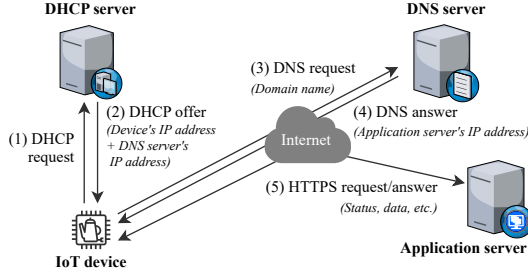 DHCP server
DNS server
(1) DHCP
request
(2) DHCP offer
(Device's IP address
+ DNS server's
IP address)
(3) DNS request
(Domain name)
(4) DNS answer
(Application server's IP address)
Internet
(5) HTTPS request/answer
(Status, data, etc.)
IoT device
Application server